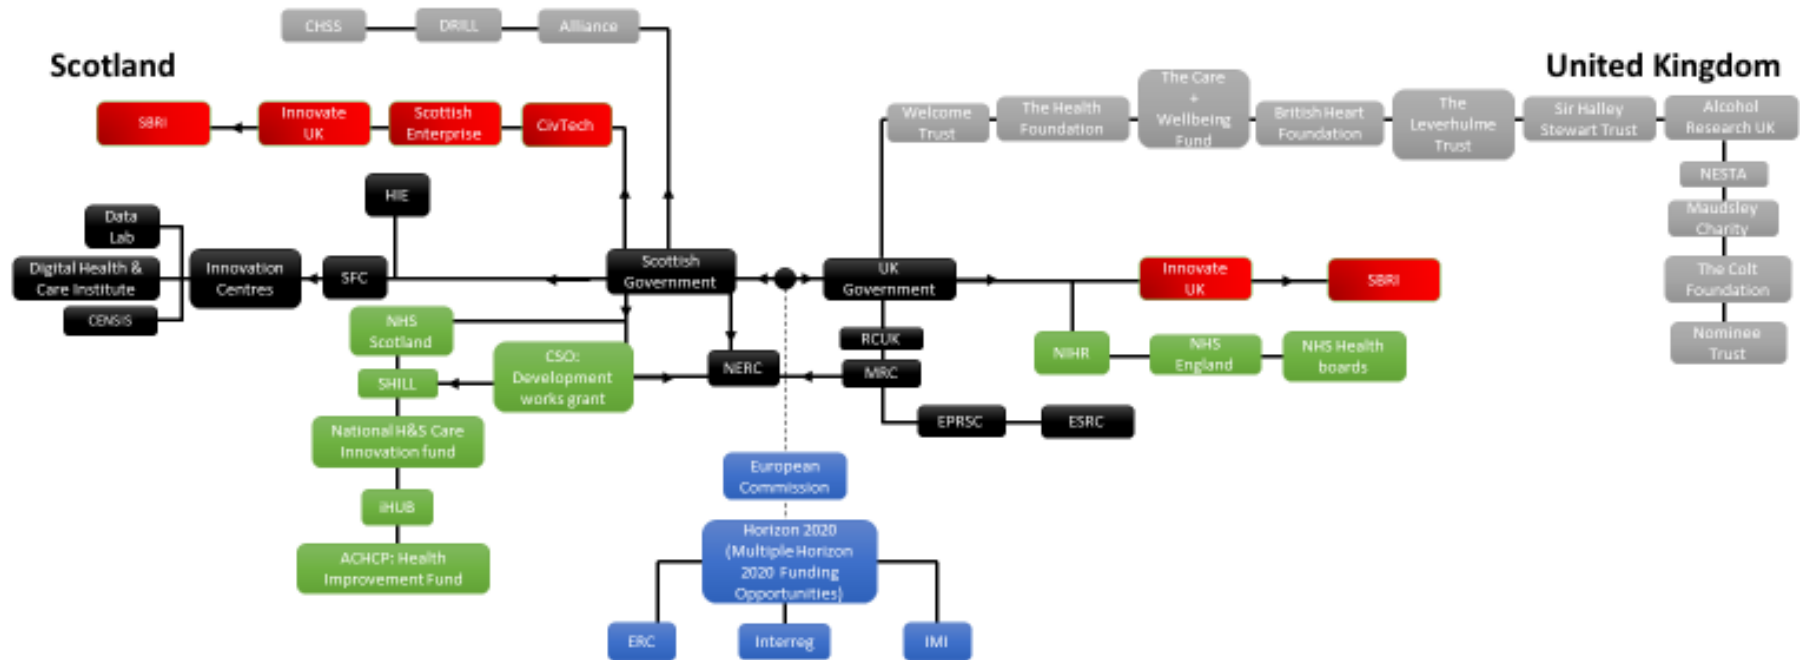 CHSS
DRILL
Alliance
Scotland
United Kingdom
SBRI
Innovate
UK
Scottish
Enterprise
CivTech
Welcome
Trust
The Health
Foundation
The Care
+
Wellbeing
Fund
British Heart
Foundation
The
Leverhulme
Trust
Sir Halley
Stewart Trust
Alcohol
Research UK
NESTA
Maudsley
Charity
The Colt
Foundation
Nominee
Trust
HIE
Data
Lab
Digital Health &
Care Institute
CENSIS
Innovation
Centres
SFC
Scottish
Government
UK
Government
Innovate
UK
SBRI
NHS
Scotland
CSO:
Development
works grant
SHILL
NERC
RCUK
MRC
NIHR
NHS
England
NHS Health
boards
EPRSC
ESRC
National H&S Care
Innovation fund
iHUB
ACHCP: Health
Improvement Fund
European
Commission
Horizon 2020
(Multiple Horizon
2020 Funding
Opportunities)
ERC
Interreg
IMI